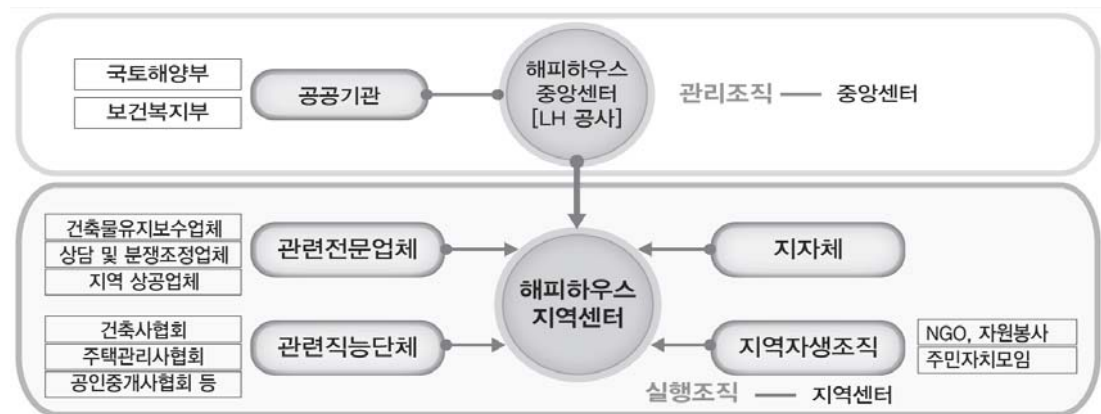 국토해양부
보건복지부
공공기관
해피하우스
중앙센터
[LH 공사]
관리조직 중앙센터
건축물유지보수업체
상담 및 분쟁조정업체
지역 상공업체
관련전문업체
지자체
해피하우스
지역센터
건축사협회
주택관리사협회
공인중개사협회 등
관련직능단체
지역자생조직
NGO, 자원봉사
주민자치모임
실행조직 지역센터